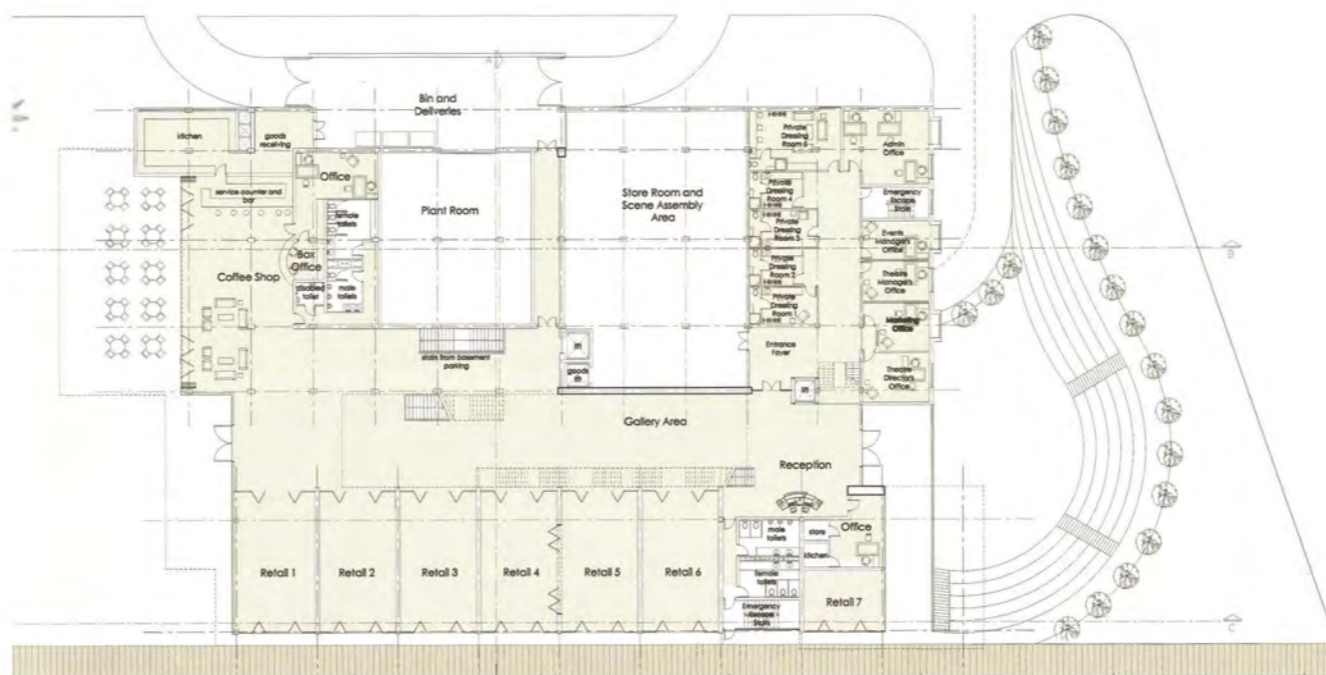 A
Bin and
Deliveries
kitchen
goods
receiving
Private
Dressing
Room 5
Admin
Office
Office
service counter and
bar
female
toilets
Plant Room
Store Room and
Scene Assembly
Area
Private
Dressing
Room 4
Emergency
Escape
Stairs
Private
Dressing
Room 3
Events
Manager's
Office
B
Box
Office
Coffee Shop
Private
Dressing
Room 2
Theatre
Manager's
Office
disabled
toilet
male
toilets
Private
Dressing
Room 1
Marketing
Office
stairs from basement
parking
lift
goods
lift
Entrance
Foyer
Theatre
Director's
Office
lift
Gallery Area
Reception
male
toilets
store
Office
kitchen
Retail 1
Retail 2
Retail 3
Retail 4
Retail 5
Retail 6
female
toilets
Retail 7
Emergency
Escape
Stairs
C